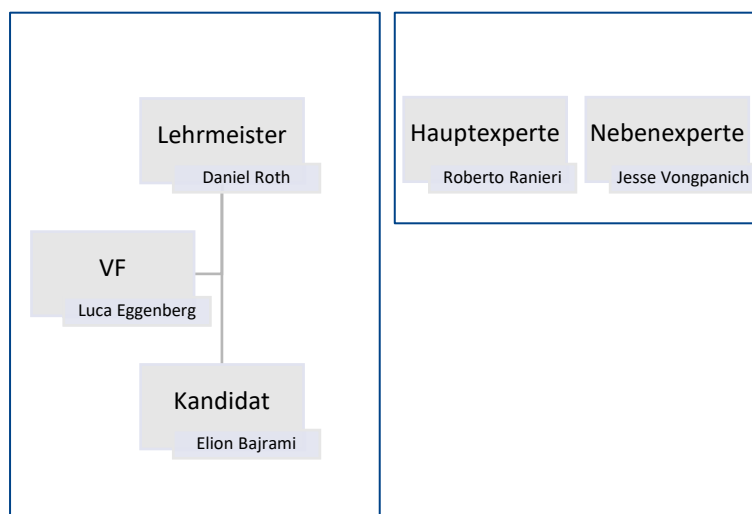 Lehrmeister
Daniel Roth
VF
Luca Eggenberg
Kandidat
Elion Bajrami
Hauptexperte
Roberto Ranieri
Nebenexperte
Jesse Vongpanich